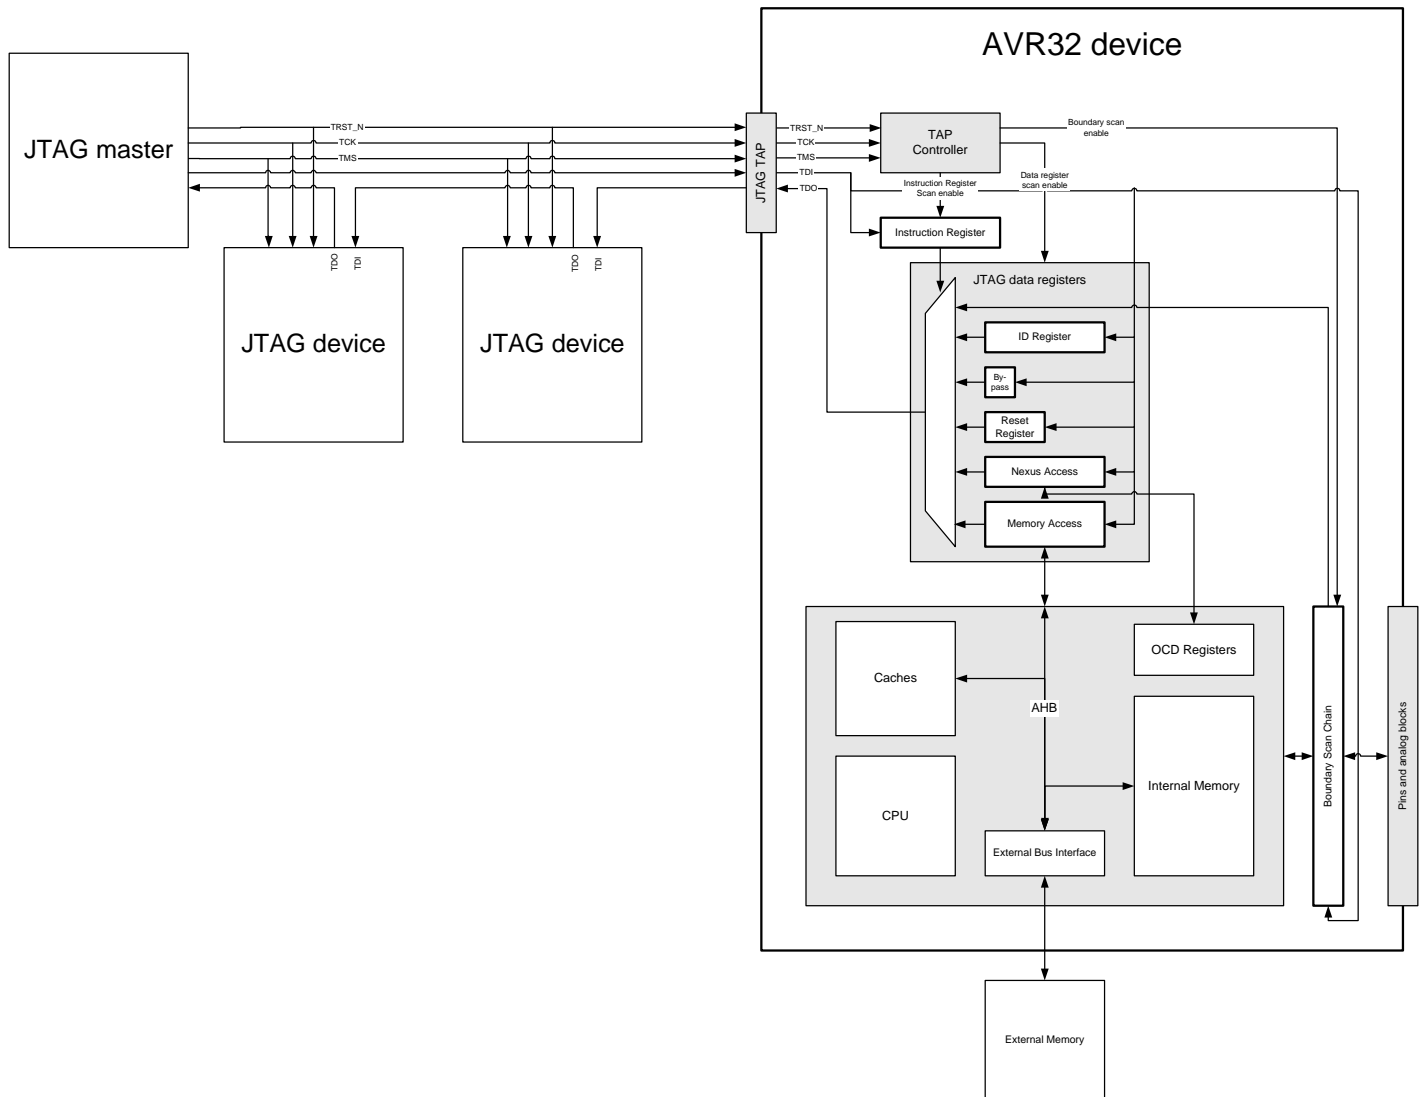 AVR32 device
JTAG master
TRST_N
TCK
TMS
JTAG TAP
TRST_N
TCK
TMS
TDI
TDO
TAP
Controller
Boundary scan
enable
Instruction Register
Scan enable
Data register
scan enable
Instruction Register
TDO
TDI
JTAG device
TDO
TDI
JTAG device
JTAG data registers
ID Register
By-
pass
Reset
Register
Nexus Access
Memory Access
Caches
CPU
AHB
OCD Registers
Internal Memory
External Bus Interface
Boundary Scan Chain
Pins and analog blocks
External Memory